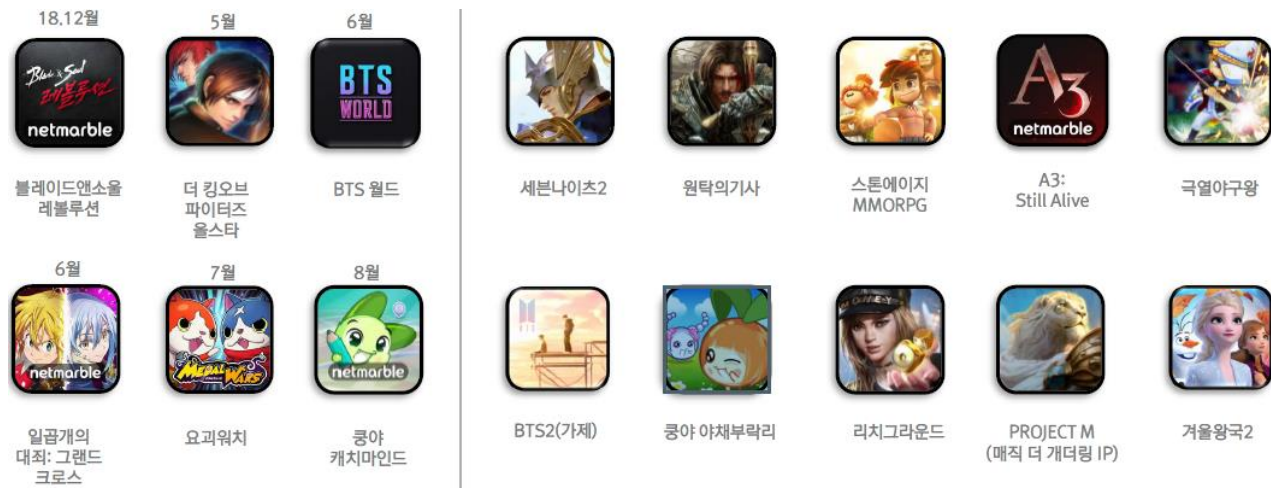 18.12월
5월
6월
Blade & Soul
레볼루션
netmarble
BTS
WORLD
A3
netmarble
블레이드앤소울
레볼루션
더 킹오브
파이터즈
올스타
BTS 월드
세븐나이츠2
원탁의기사
스톤에이지
MMORPG
A3:
Still Alive
극열야구왕
6월
7월
8월
netmarble
MEDAL
WARS
netmarble
BTS
MONEY
일곱개의
대죄: 그랜드
크로스
요괴워치
쿵야
캐치마인드
BTS2(가제)
쿵야 야채부락리
리치그라운드
PROJECT M
(매직 더 개더링 IP)
겨울왕국2